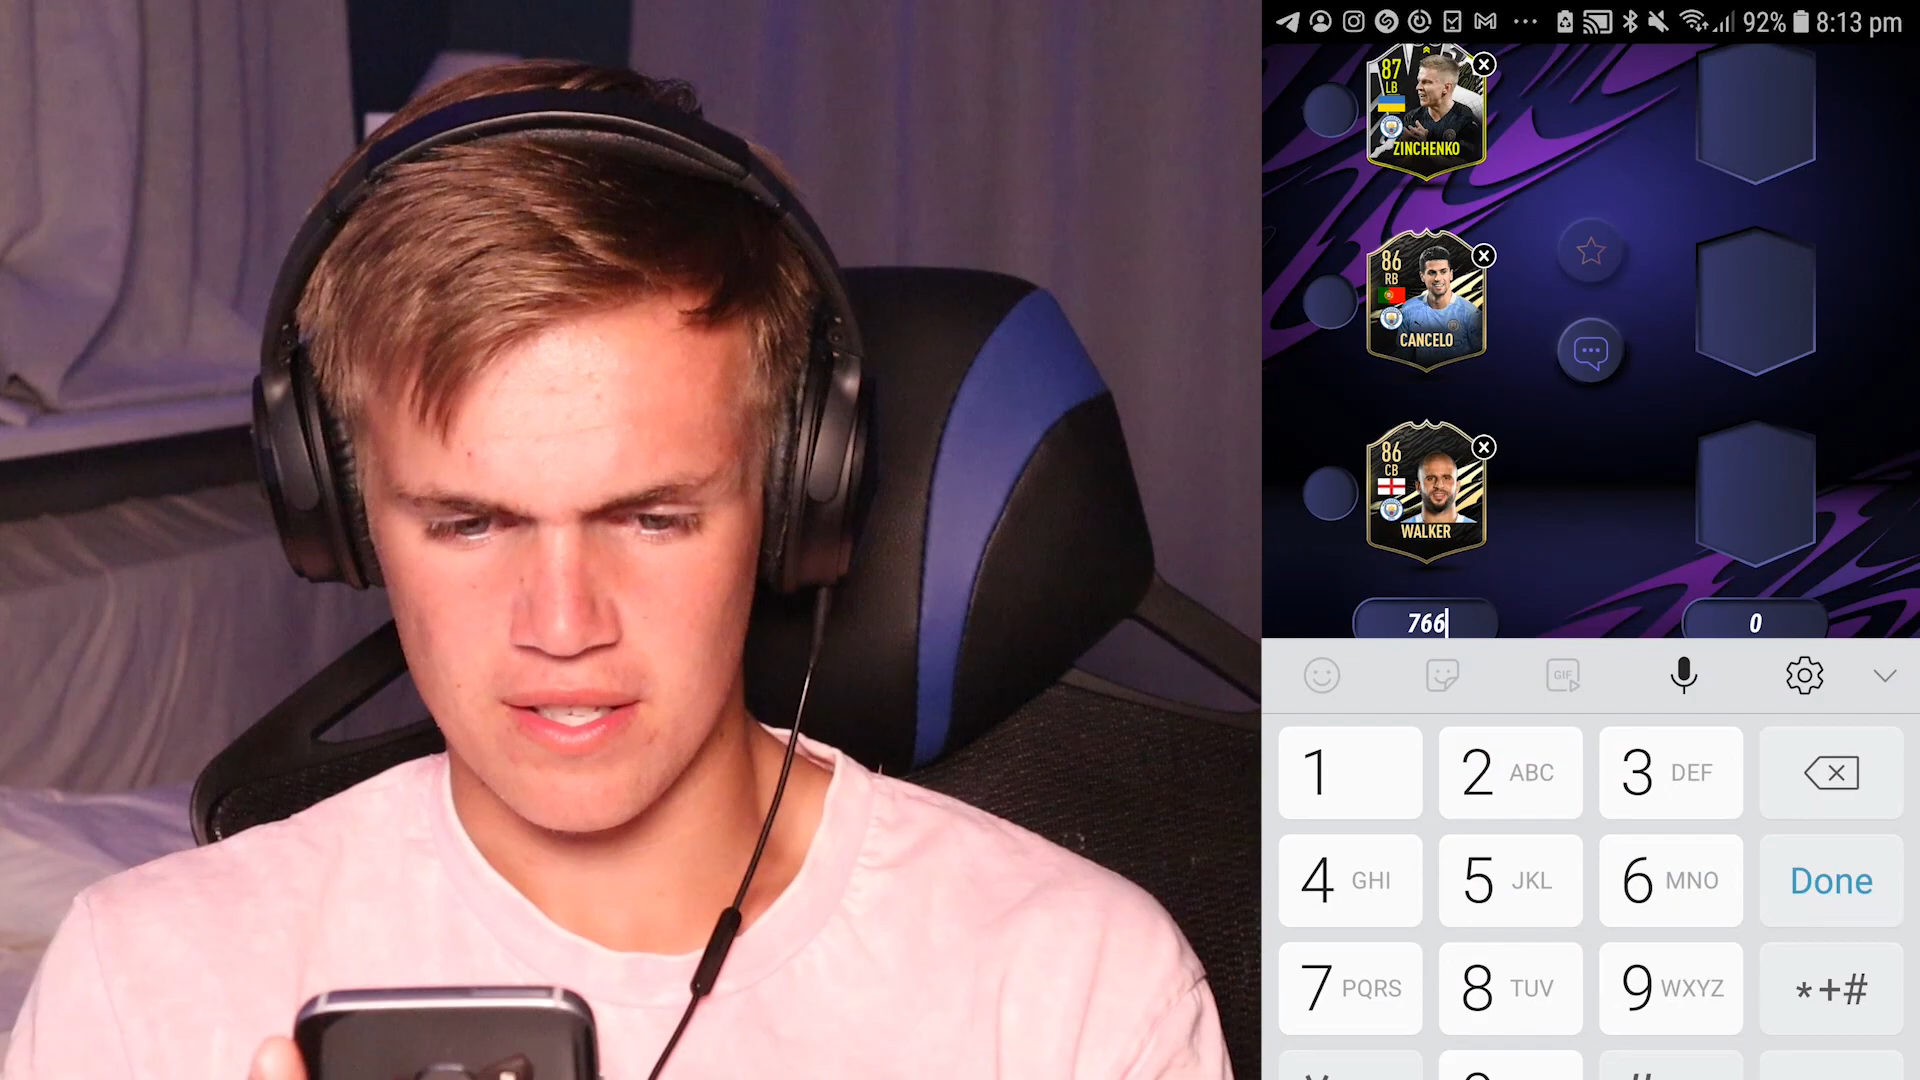 92% 8:13 pm
87
LB
ZINCHENKO
86
RB
CANCELO
86
CB
WALKER
766 0
GIF
1 2 ABC 3 DEF
4 GHI 5 JKL 6 MNO Done
7 PQRS 8 TUV 9 WXYZ *+#